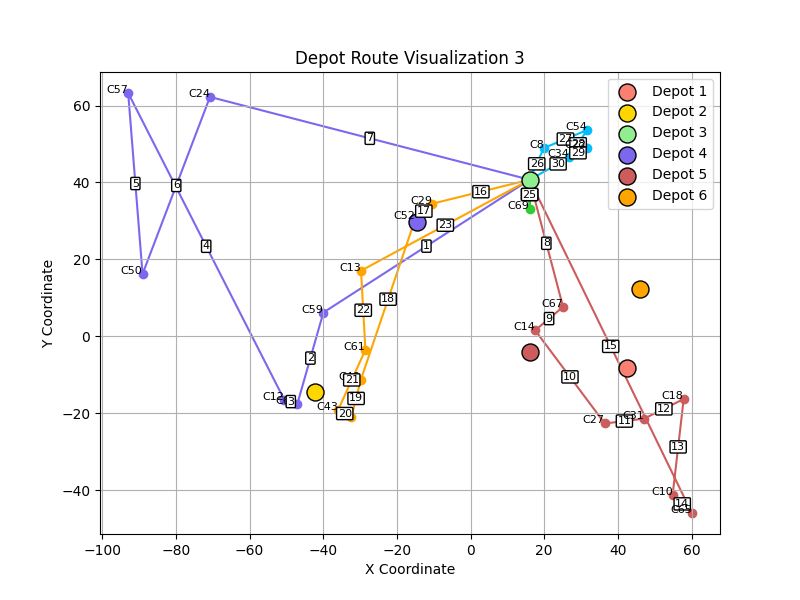 Depot Route Visualization 3
Y Coordinate
60
40
20
0
−20
−40
−100
−80
−60
−40
−20
0
20
40
60
X Coordinate
Depot 1
Depot 2
Depot 3
Depot 4
Depot 5
Depot 6
C57
C24
C54
C8
C34
C29
C69
C52
C50
C13
C59
C67
C14
C61
C12
C43
C27
C31
C18
C10
C65
1
2
3
4
5
6
7
8
9
10
11
12
13
14
15
16
17
18
19
20
21
22
23
25
26
27
29
30